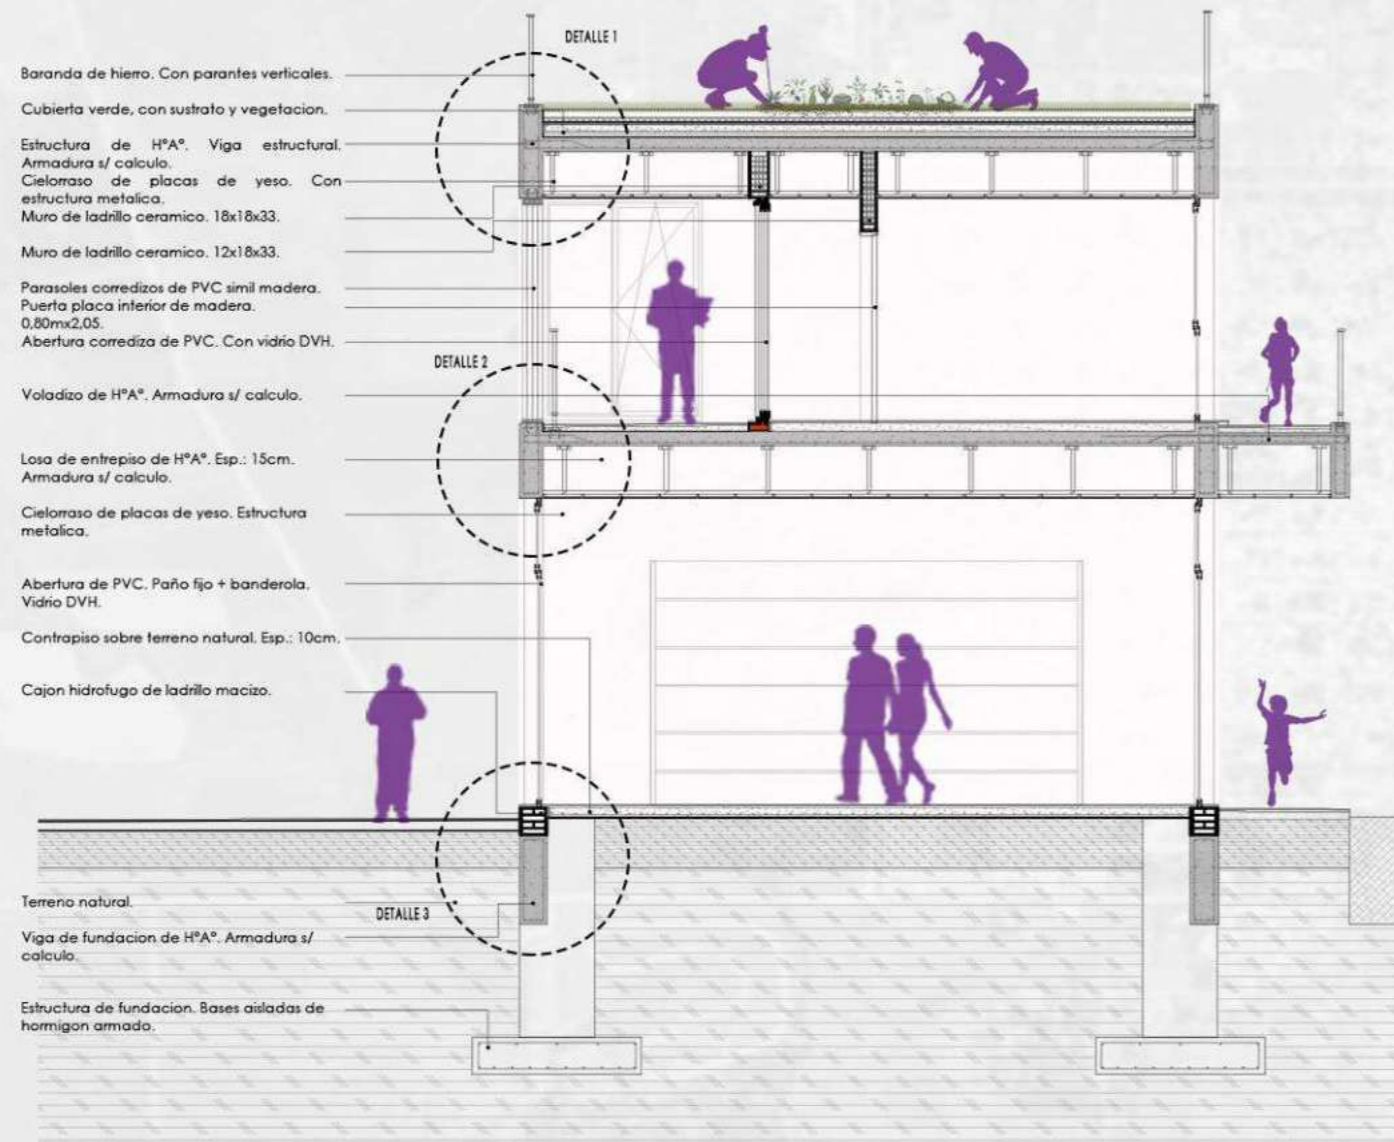 DETALLE 1
Baranda de hierro. Con parantes verticales.
Cubierta verde, con sustrato y vegetacion.
Estructura de HºAº. Viga estructural.
Armadura s/ calculo.
Cielorraso de placas de yeso. Con
estructura metalica.
Muro de ladrillo ceramico. 18x18x33.
Muro de ladrillo ceramico. 12x18x33.
Parasoles corredizos de PVC simil madera.
Puerta placa interior de madera.
0,80mx2,05.
Abertura corrediza de PVC. Con vidrio DVH.
DETALLE 2
Voladizo de HºAº. Armadura s/ calculo.
Losa de entrepiso de HºAº. Esp.: 15cm.
Armadura s/ calculo.
Cielorraso de placas de yeso. Estructura
metalica.
Abertura de PVC. Paño fijo + banderola.
Vidrio DVH.
Contrapiso sobre terreno natural. Esp.: 10cm.
Cajon hidrofugo de ladrillo macizo.
Terreno natural.
DETALLE 3
Viga de fundacion de HºAº. Armadura s/
calculo.
Estructura de fundacion. Bases aisladas de
hormigon armado.